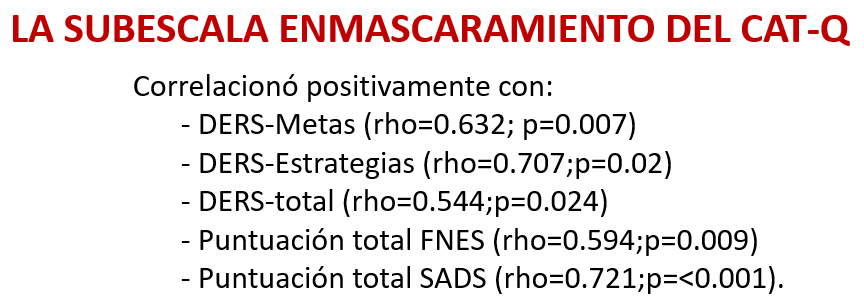 LA SUBESCALA ENMASCARAMIENTO DEL CAT-Q
Correlacionó positivamente con:
- DERS-Metas (rho=0.632; p=0.007)
- DERS-Estrategias (rho=0.707;p=0.02)
- DERS-total (rho=0.544;p=0.024)
- Puntuación total FNES (rho=0.594;p=0.009)
- Puntuación total SADS (rho=0.721;p=<0.001).